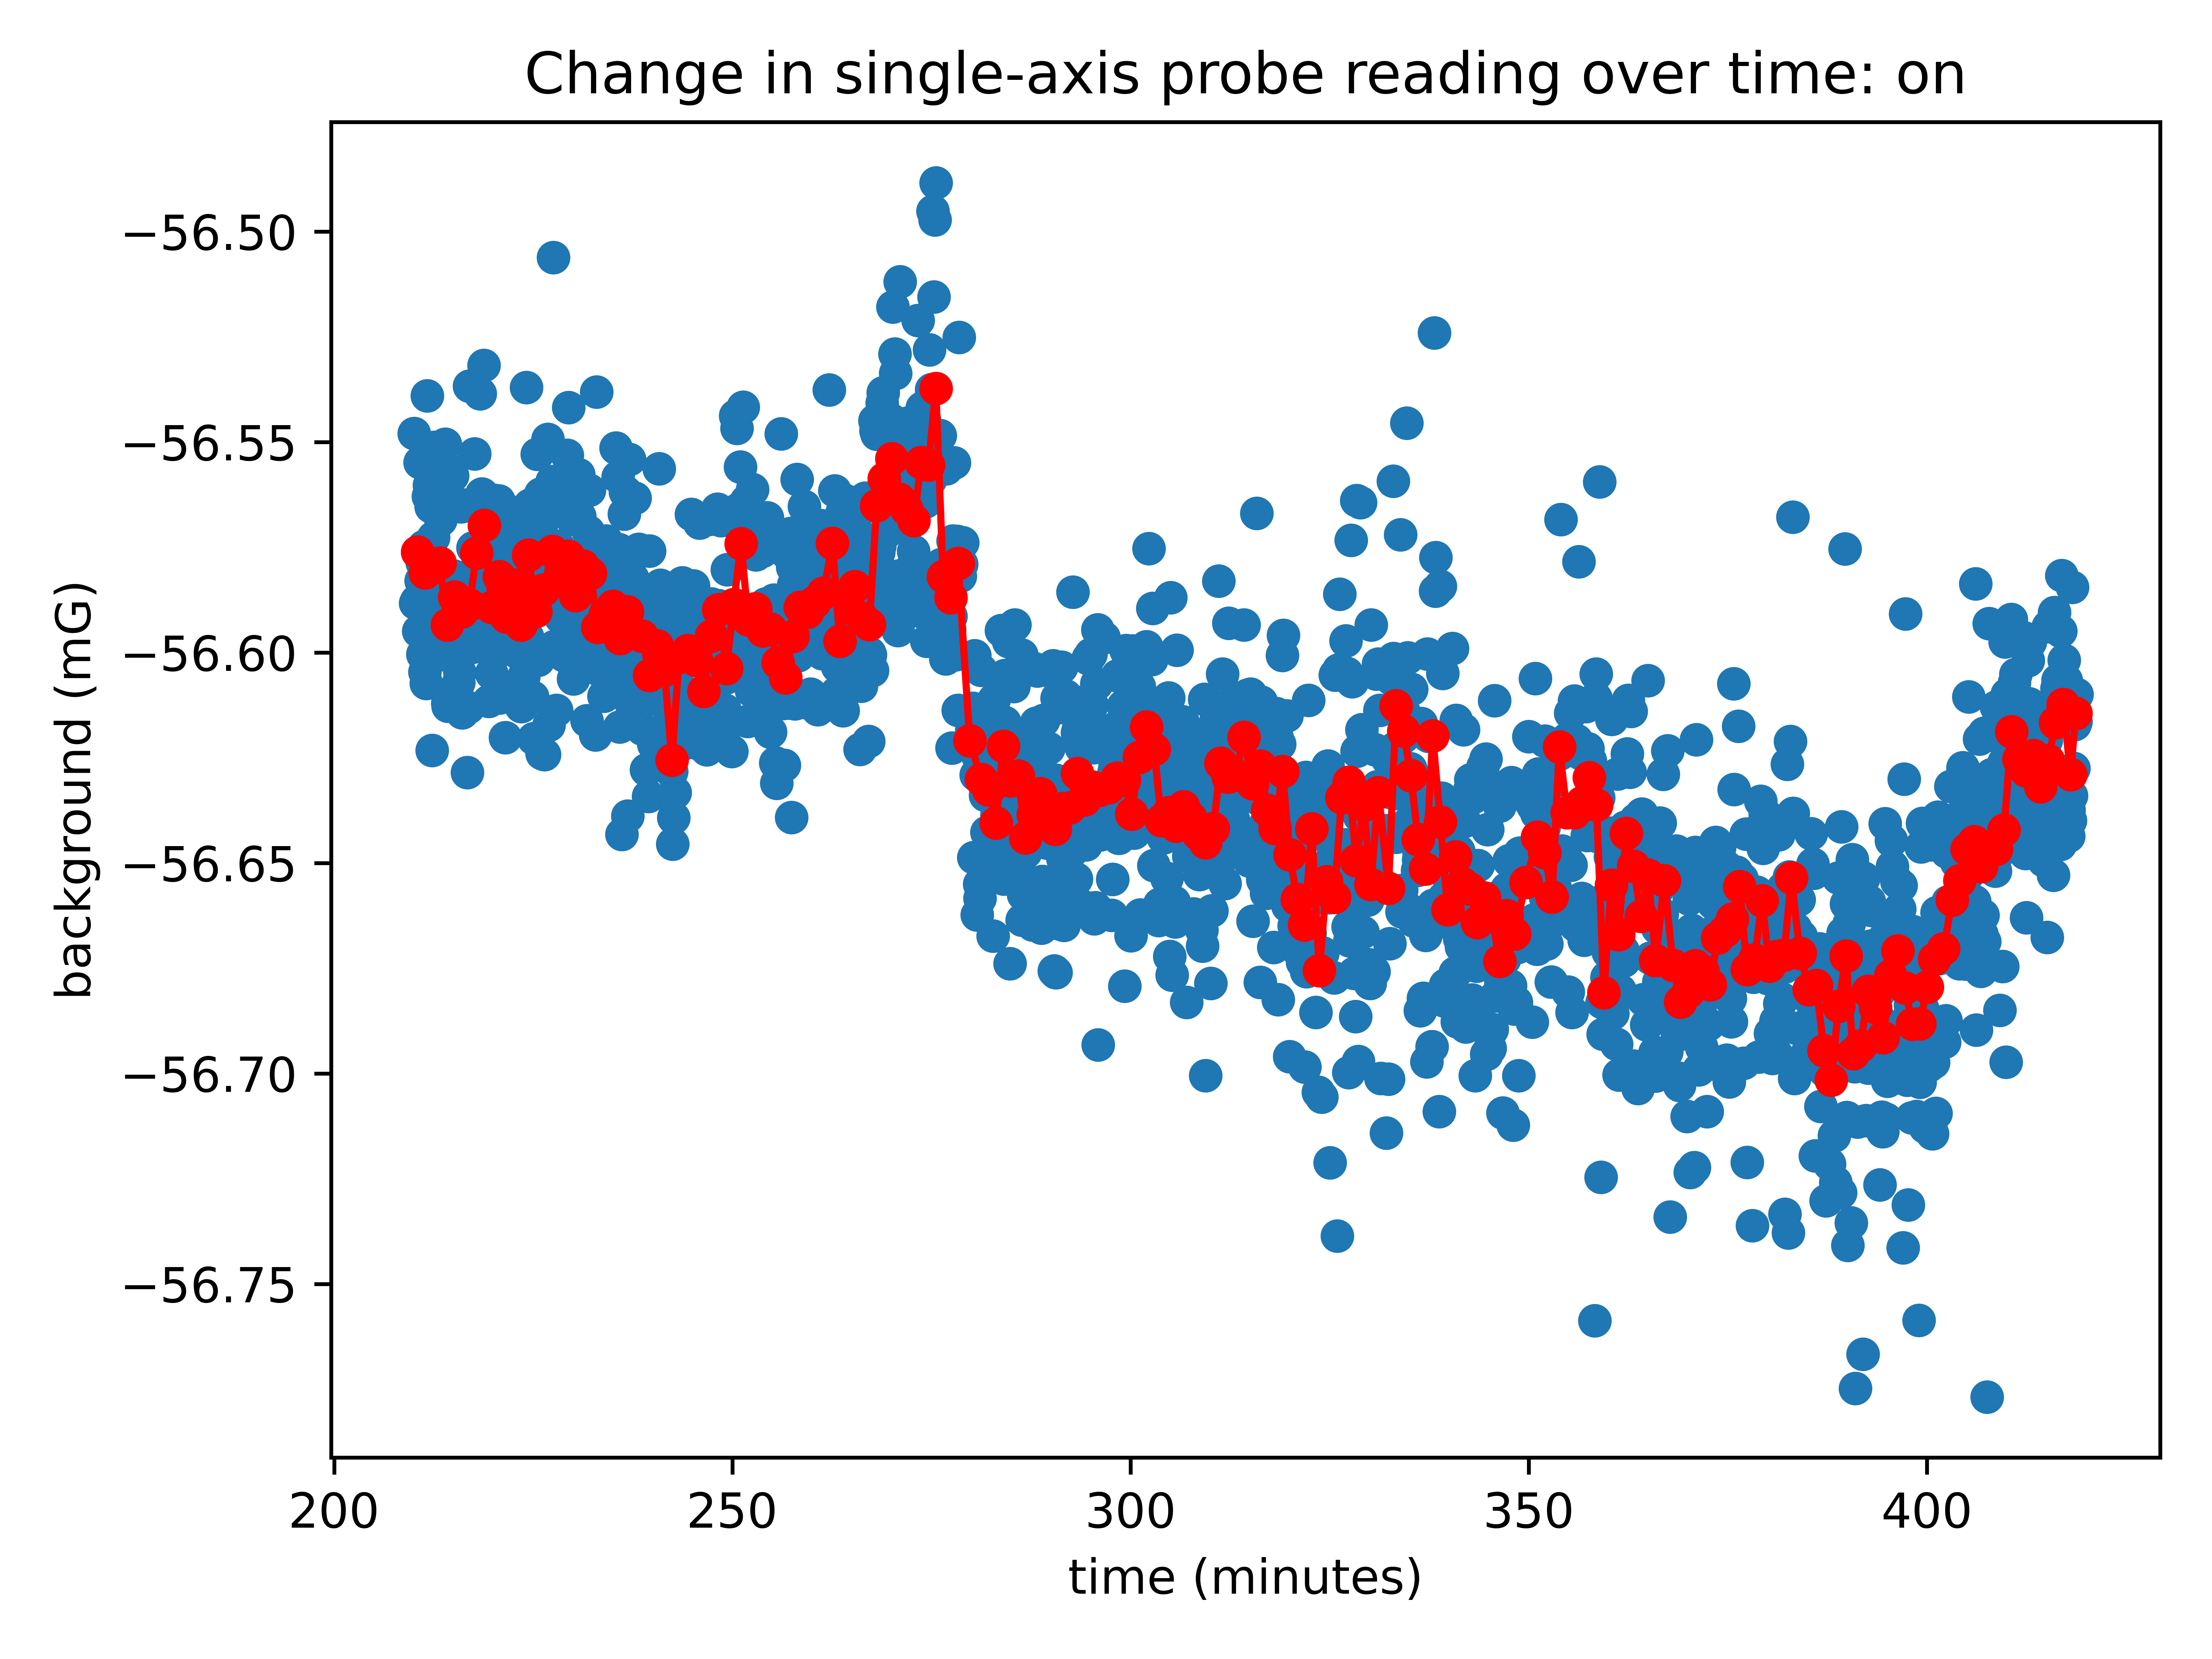 Change in single-axis probe reading over time: on
−56.50
−56.55
−56.60
−56.65
−56.70
−56.75
background (mG)
200 250 300 350 400
time (minutes)